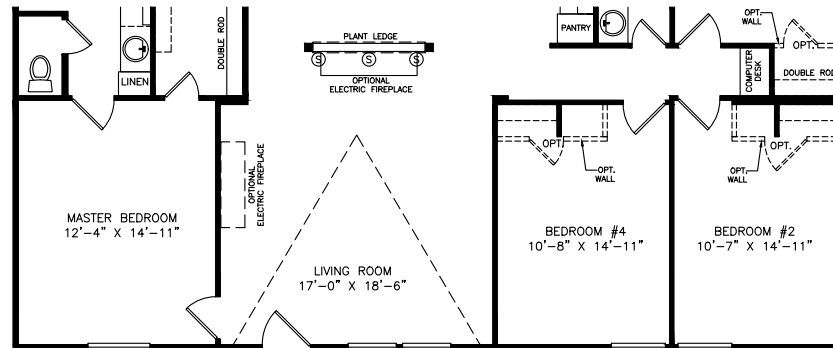 OPT.
WALL
PLANT LEDGE
PANTRY
OPT.
DOUBLE ROD
S S S
OPTIONAL
ELECTRIC FIREPLACE
LINEN
COMPUTER
DESK
DOUBLE ROD
OPT.
OPT.
WALL
OPT.
OPT.
WALL
OPTIONAL
ELECTRIC FIREPLACE
MASTER BEDROOM
12'-4" X 14'-11"
BEDROOM #4
10'-8" X 14'-11"
BEDROOM #2
10'-7" X 14'-11"
LIVING ROOM
17'-0" X 18'-6"